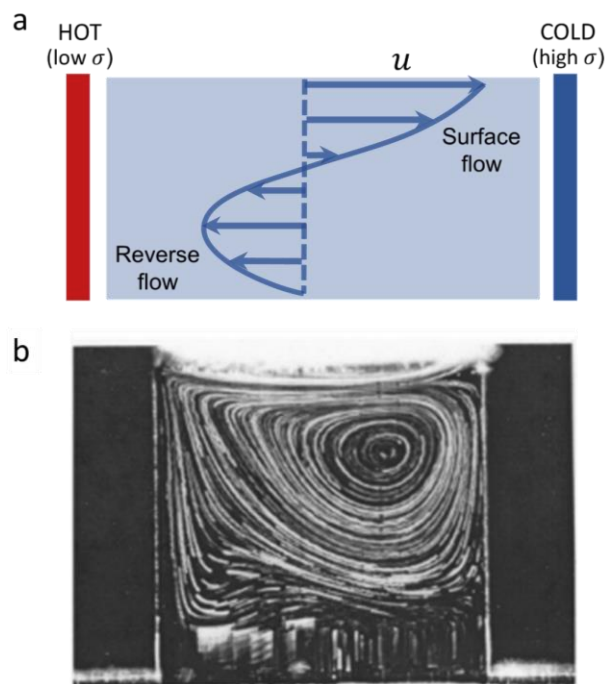 a
HOT
(low σ)
COLD
(high σ)
u
Surface
flow
Reverse
flow
b